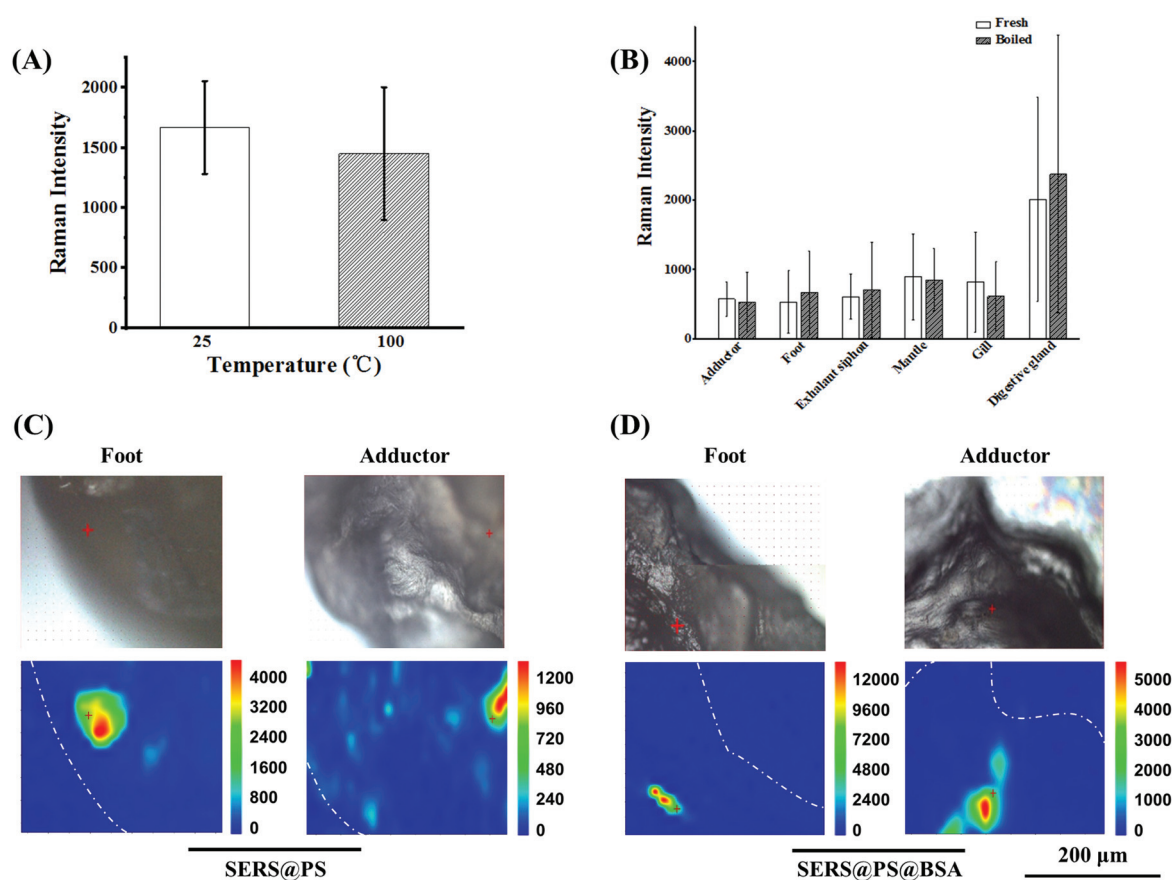 (A)
Raman Intensity
2000
1500
1000
500
0
25
100
Temperature (℃)
(B)
Fresh
Boiled
Raman Intensity
4000
3000
2000
1000
0
Adductor
Foot
Exhalant siphon
Mantle
Gill
Digestive gland
(C)
Foot
Adductor
4000
3200
2400
1600
800
0
1200
960
720
480
240
0
SERS@PS
(D)
Foot
Adductor
12000
9600
7200
4800
2400
0
5000
4000
3000
2000
1000
0
SERS@PS@BSA
200 μm